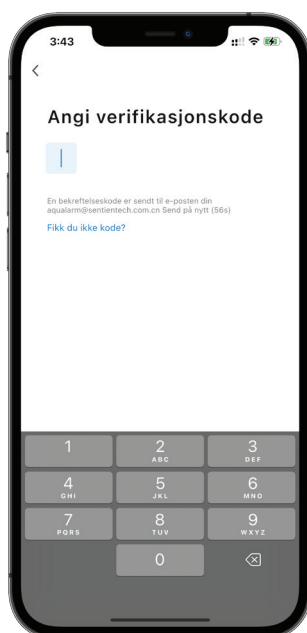 3:43
Angi verifikasjonskode
En bekreftelseskode er sendt til e-posten din
aqualarm@sentientech.com.cn Send på nytt (56s)
Fikk du ikke kode?
1
2
ABC
3
DEF
4
GHI
5
JKL
6
MNO
7
PQRS
8
TUV
9
WXYZ
0